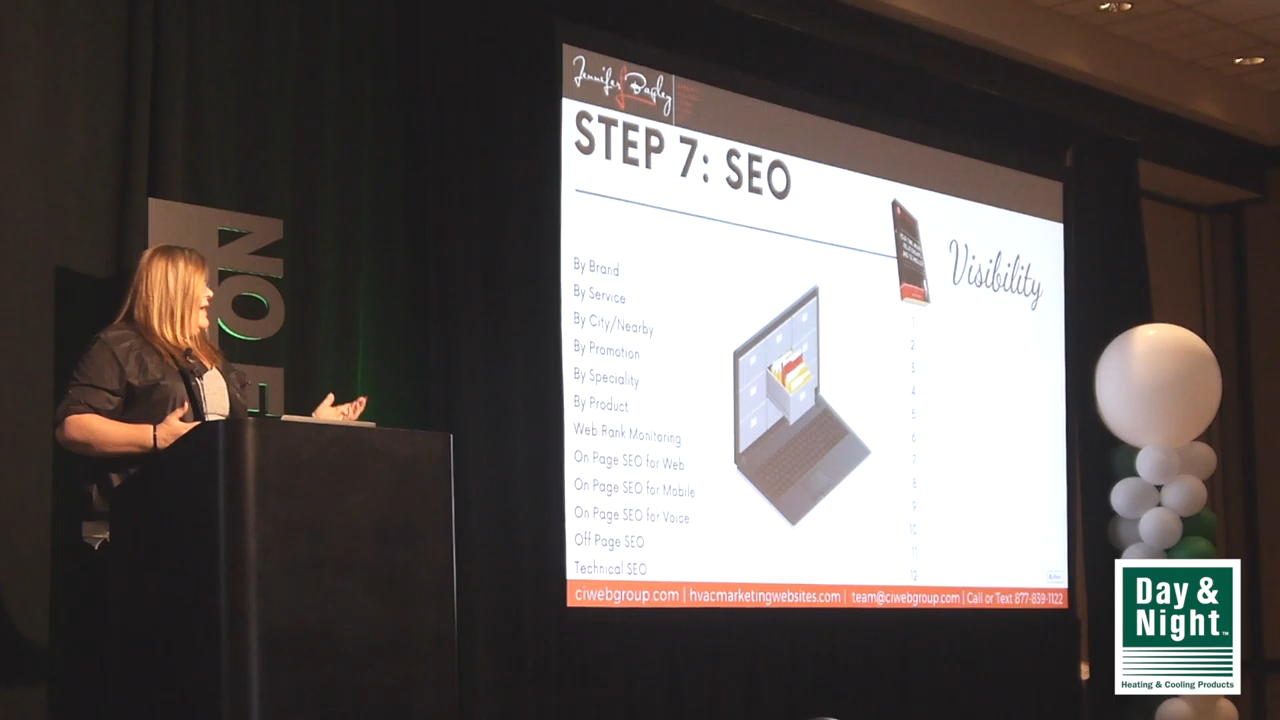 Jennifer L Bagley
STEP 7: SEO
Visibility
By Brand
By Service
By City/Nearby
By Promotion
By Speciality
By Product
Web Rank Monitoring
On Page SEO for Web
On Page SEO for Mobile
On Page SEO for Voice
Off Page SEO
Technical SEO
1
2
3
4
5
6
7
8
9
10
11
12
ciwebgroup.com | hvacmarketingwebsites.com | team@ciwebgroup.com | Call or Text 877-839-1122
Day &
Night™
Heating & Cooling Products